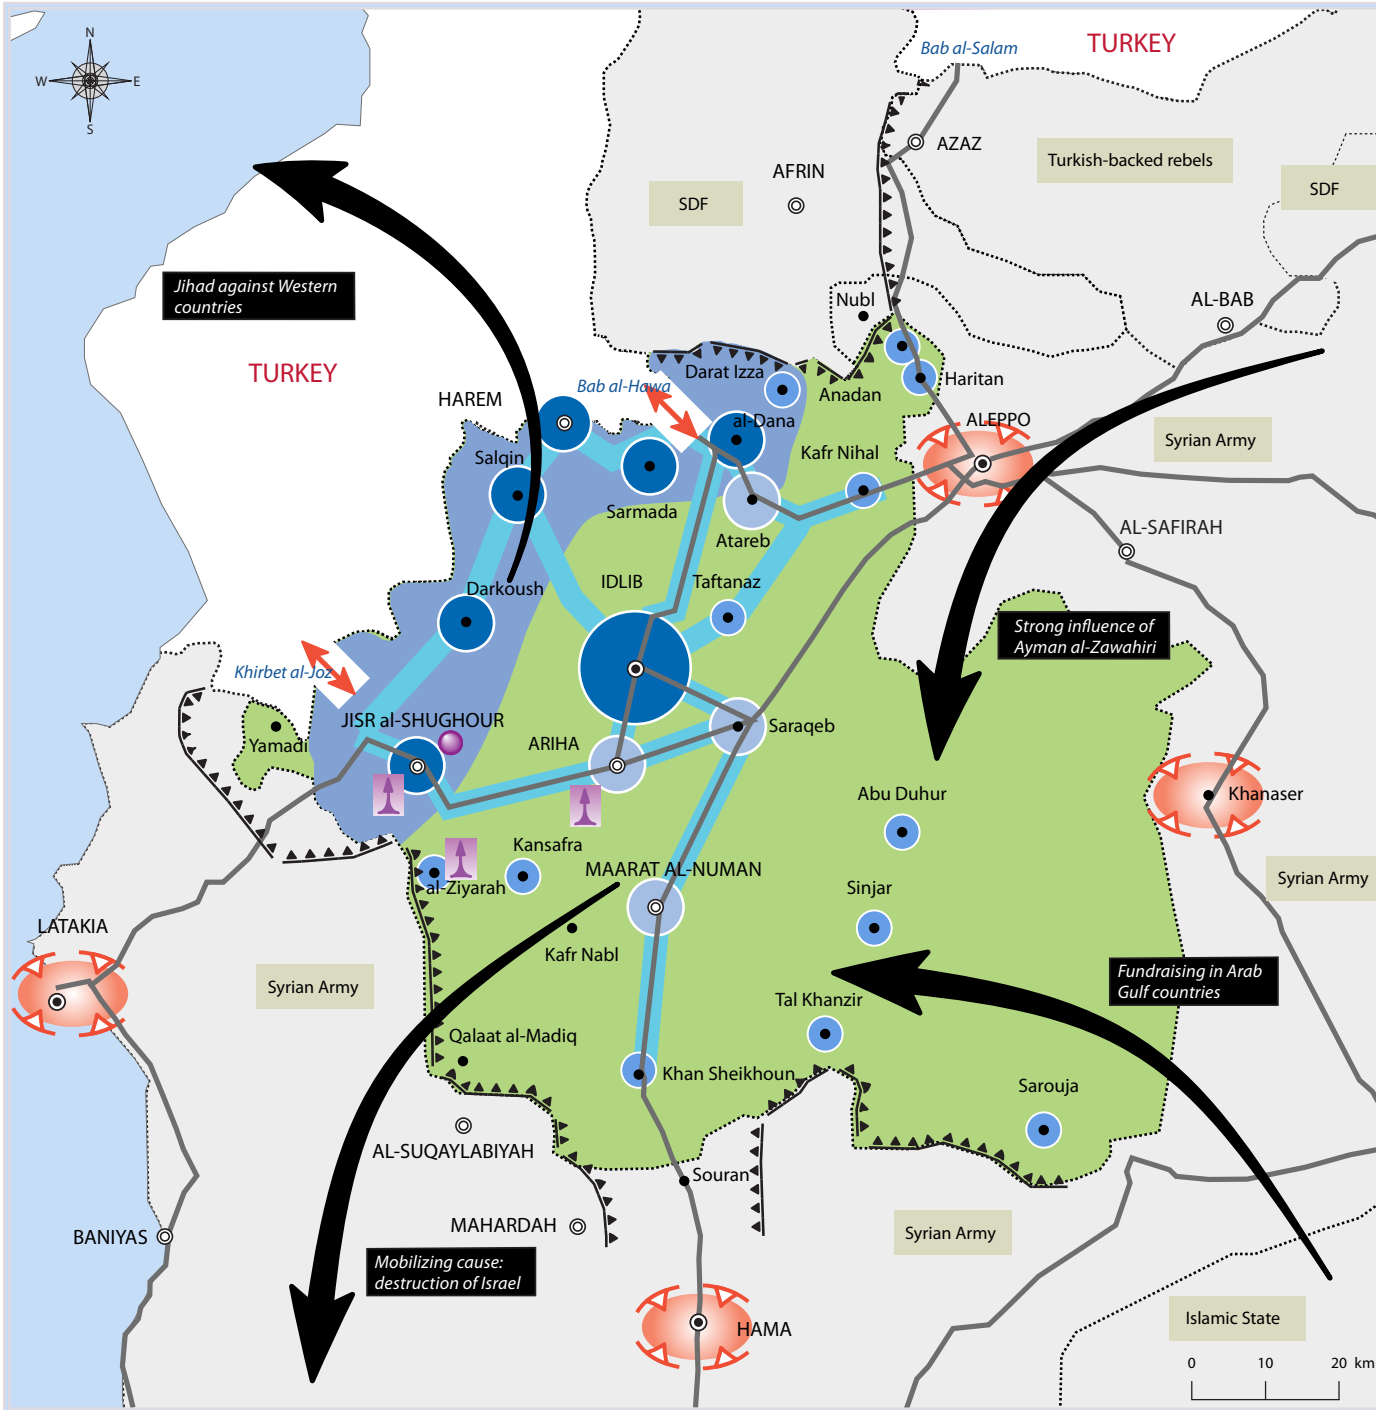 N
W
E
S
Bab al-Salam
TURKEY
AZAZ
Turkish-backed rebels
AFRIN
SDF
SDF
Jihad against Western
countries
Nubl
AL-BAB
TURKEY
Darat Izza
Bab al-Hawa
Anadan
Haritan
HAREM
al-Dana
ALEPPO
Syrian Army
Salqin
Kafr Nihal
Sarmada
Atareb
AL-SAFIRAH
Darkoush
IDLIB
Taftanaz
Strong influence of
Ayman al-Zawahiri
Khirbet al-Joz
JISR al-SHUGHOUR
Yamadi
ARIHA
Saraqeb
Abu Duhur
Khanaser
Kansafra
MAARAT AL-NUMAN
al-Ziyarah
Sinjar
Syrian Army
LATAKIA
Kafr Nabl
Syrian Army
Fundraising in Arab
Gulf countries
Tal Khanzir
Qalaat al-Madiq
Khan Sheikhoun
Sarouja
AL-SUQAYLABIYAH
Souran
MAHARDAH
BANIYAS
Syrian Army
Mobilizing cause:
destruction of Israel
HAMA
Islamic State
0 10 20 km